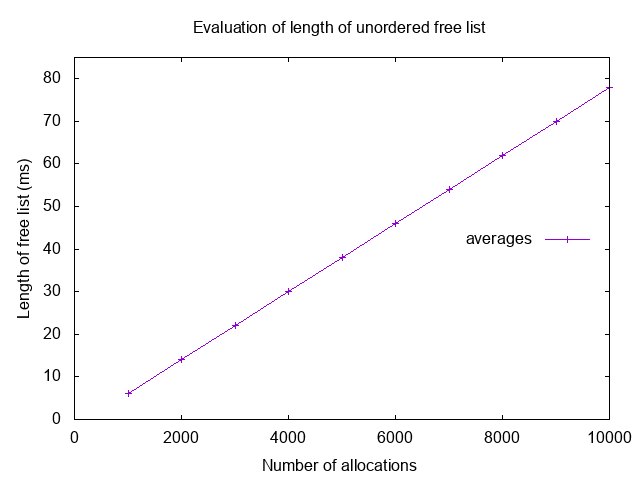 Evaluation of length of unordered free list
80
70
60
50
40
30
20
10
0
Length of free list (ms)
averages
0 2000 4000 6000 8000 10000
Number of allocations